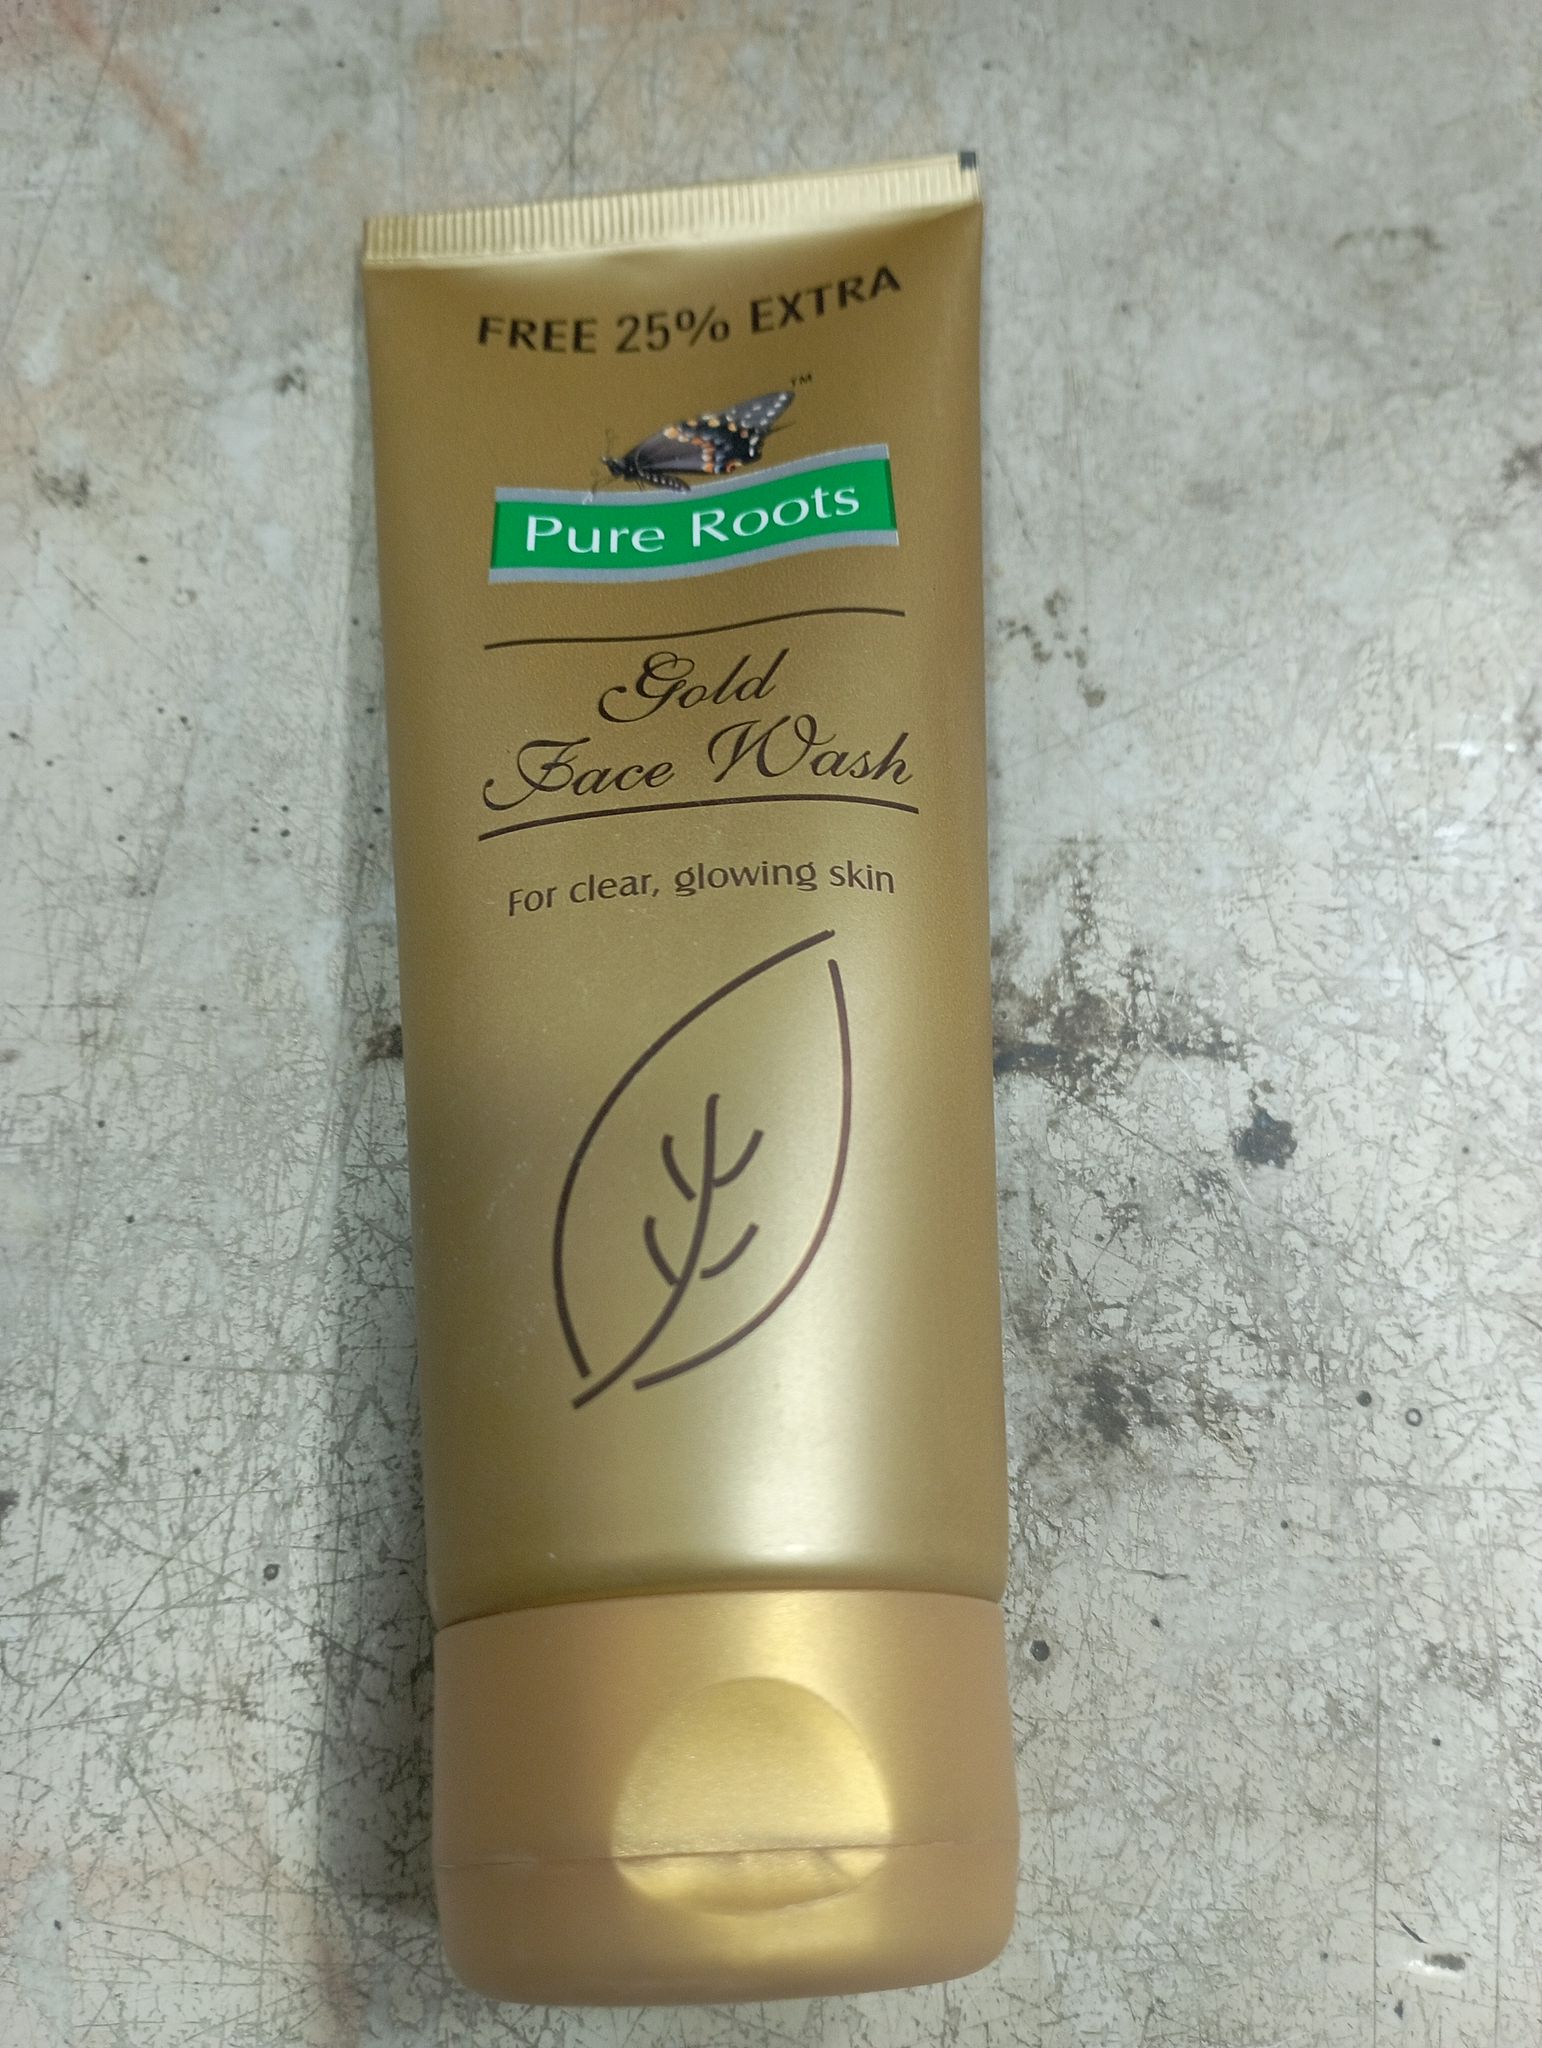 FREE 25% EXTRA
TM
Pure Roots
Gold
Face Wash
For clear, glowing skin